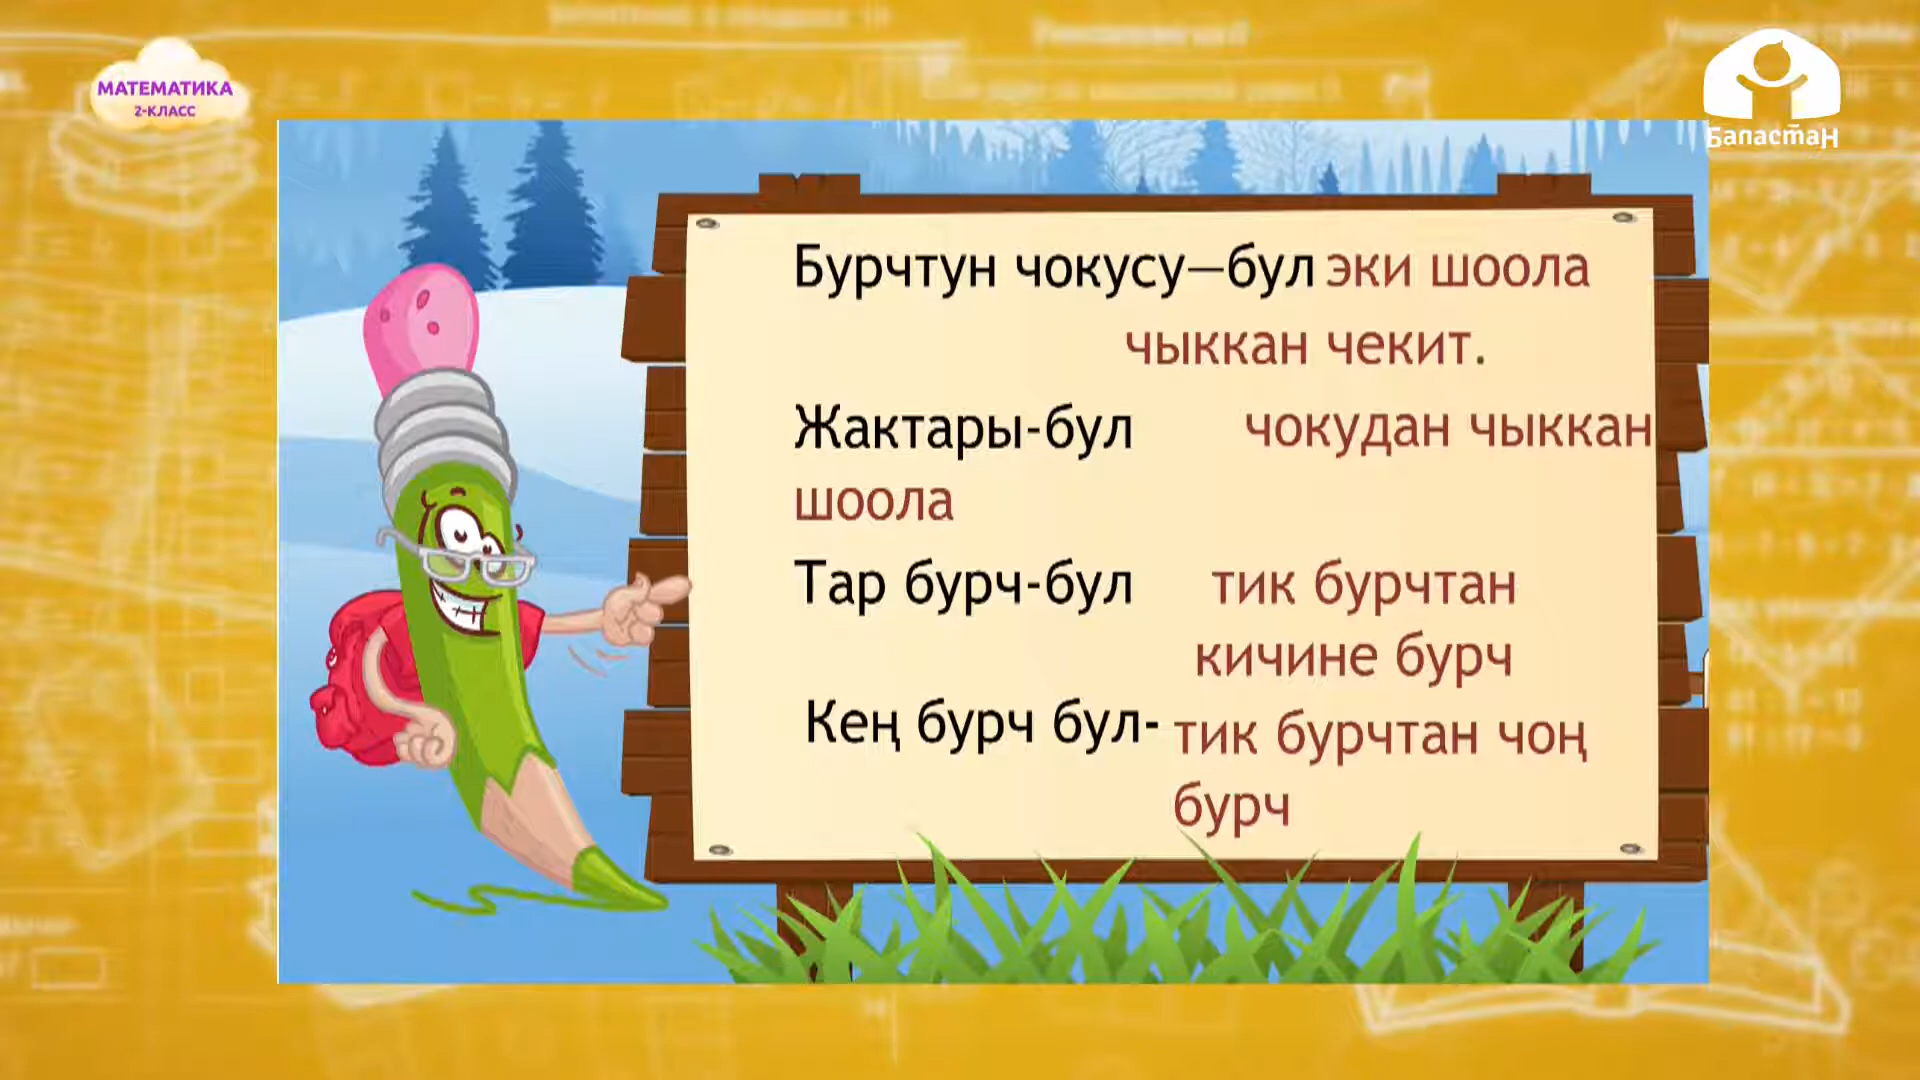 МАТЕМАТИКА
2-КЛАСС
Баластан
Бурчтун чокусу—бул эки шоола
чыккан чекит.
Жактары-бул чокудан чыккан
шоола
Тар бурч-бул тик бурчтан
кичине бурч
Кең бурч бул- тик бурчтан чоң
бурч